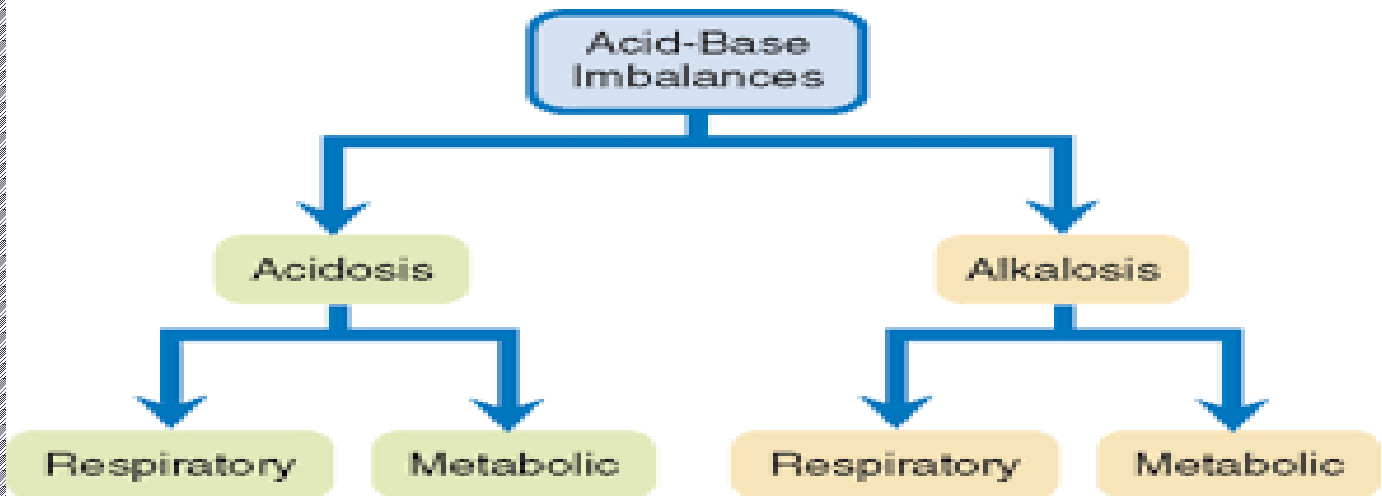 Acid-Base
Imbalances
Acidosis
Alkalosis
Respiratory
Metabolic
Respiratory
Metabolic